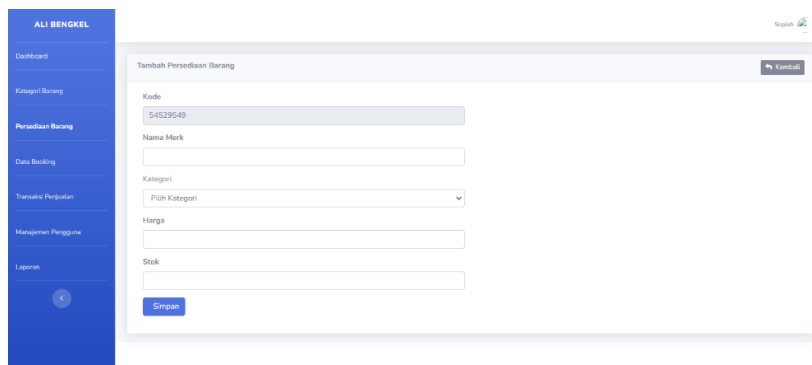 ALI BENGKEL
Sopiah
Dashboard
Kategori Barang
Persediaan Barang
Data Booking
Transaksi Penjualan
Manajemen Pengguna
Laporan
Tambah Persediaan Barang
Kembali
Kode
54529549
Nama Merk
Kategori
Pilih Kategori
Harga
Stok
Simpan